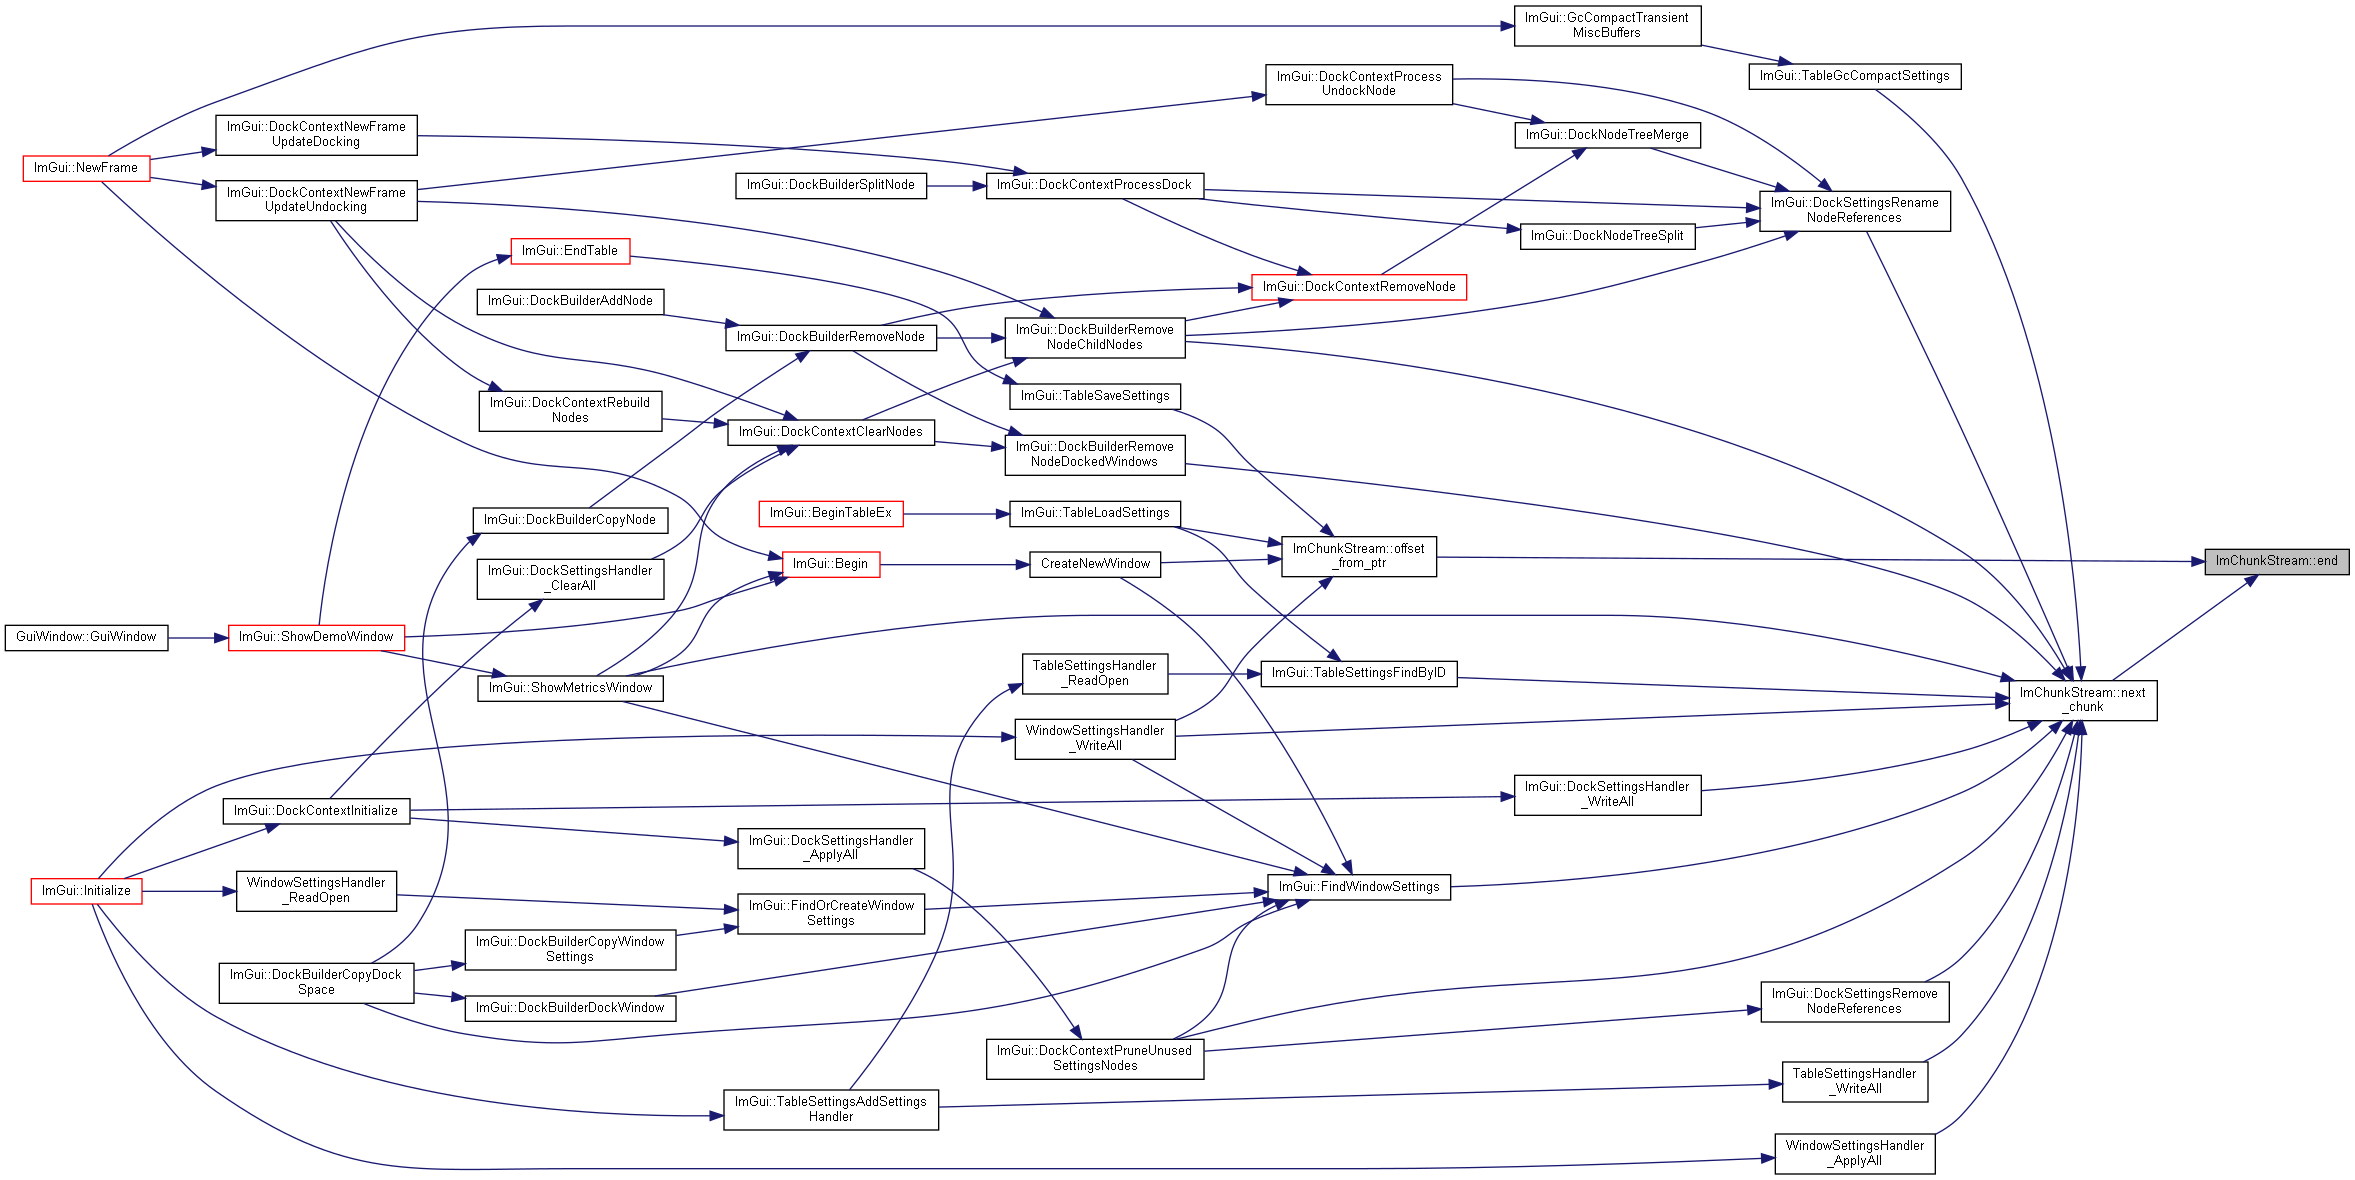 ImGui::GcCompactTransient
MiscBuffers
ImGui::TableGcCompactSettings
ImGui::DockContextProcess
UndockNode
ImGui::DockContextNewFrame
UpdateDocking
ImGui::DockNodeTreeMerge
ImGui::NewFrame
ImGui::DockContextNewFrame
UpdateUndocking
ImGui::DockBuilderSplitNode
ImGui::DockContextProcessDock
ImGui::DockSettingsRename
NodeReferences
ImGui::DockNodeTreeSplit
ImGui::EndTable
ImGui::DockContextRemoveNode
ImGui::DockBuilderAddNode
ImGui::DockBuilderRemoveNode
ImGui::DockBuilderRemove
NodeChildNodes
ImGui::TableSaveSettings
ImGui::DockContextRebuild
Nodes
ImGui::DockContextClearNodes
ImGui::DockBuilderRemove
NodeDockedWindows
ImGui::DockBuilderCopyNode
ImGui::BeginTableEx
ImGui::TableLoadSettings
ImChunkStream::offset
_from_ptr
ImChunkStream::end
ImGui::Begin
CreateNewWindow
ImGui::DockSettingsHandler
_ClearAll
GuiWindow::GuiWindow
ImGui::ShowDemoWindow
TableSettingsHandler
_ReadOpen
ImGui::TableSettingsFindByID
ImGui::ShowMetricsWindow
ImChunkStream::next
_chunk
WindowSettingsHandler
_WriteAll
ImGui::DockSettingsHandler
_WriteAll
ImGui::DockContextInitialize
ImGui::DockSettingsHandler
_ApplyAll
ImGui::Initialize
WindowSettingsHandler
_ReadOpen
ImGui::FindWindowSettings
ImGui::FindOrCreateWindow
Settings
ImGui::DockBuilderCopyWindow
Settings
ImGui::DockBuilderCopyDock
Space
ImGui::DockBuilderDockWindow
ImGui::DockSettingsRemove
NodeReferences
ImGui::DockContextPruneUnused
SettingsNodes
TableSettingsHandler
_WriteAll
ImGui::TableSettingsAddSettings
Handler
WindowSettingsHandler
_ApplyAll